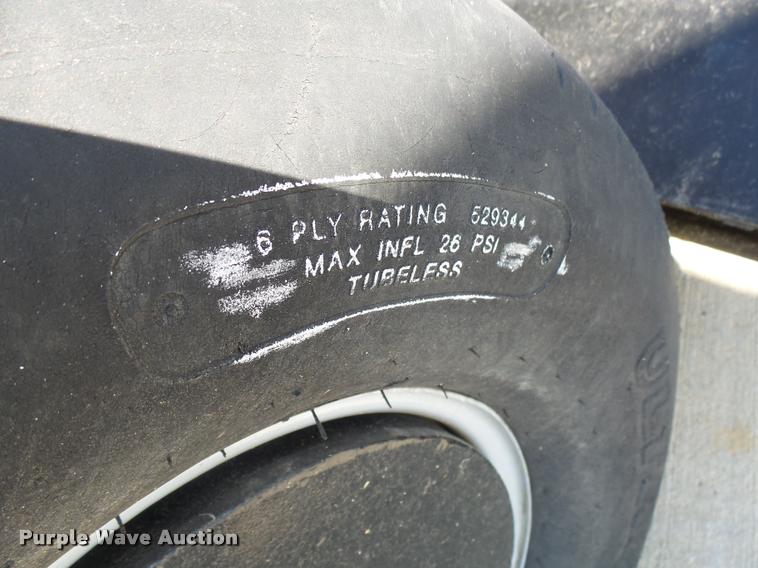 6 PLY RATING 529344
MAX INFL 26 PSI
TUBELESS
Purple Wave Auction